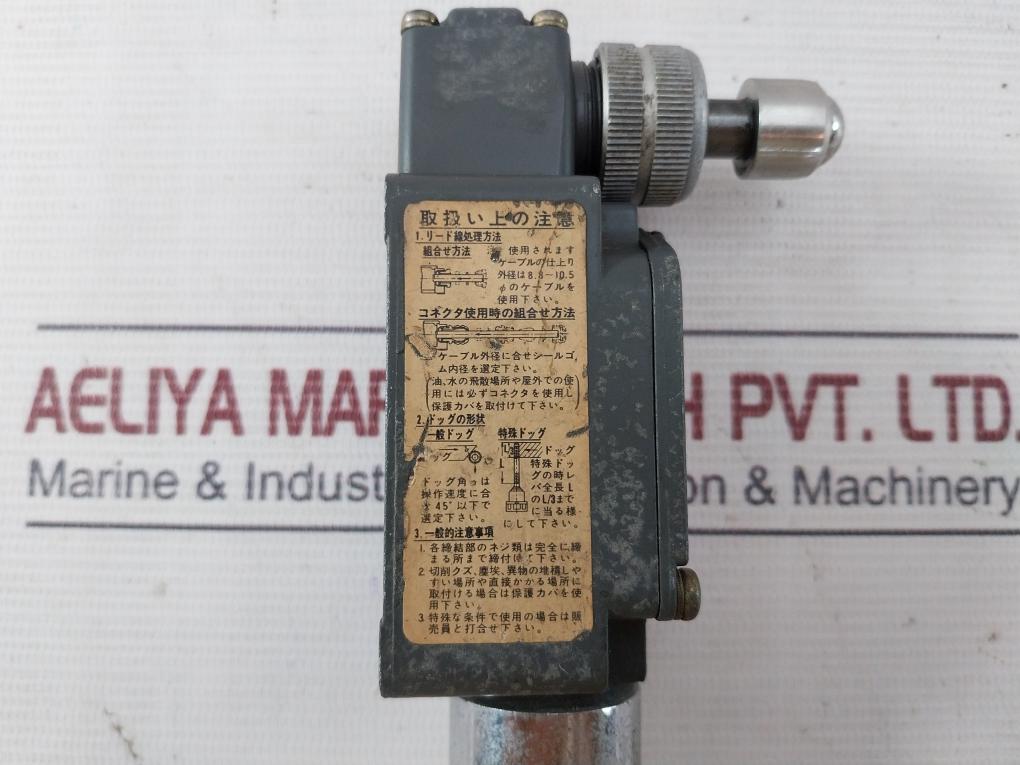 取扱い上の注意
1. リード線処理方法
組合せ方法
使用されます
ケーブルの仕上り
外径は8.8～10.5
φのケーブルを
使用下さい。
コネクタ使用時の組合せ方法
ケーブル外径に合せシールゴ
ム内径を選定下さい。
(油、水の飛散場所や屋外での使
用には必ずコネクタを使用し
保護カバを取付けて下さい。)
2. ドッグの形状
一般ドッグ
ドッグ
ドッグ角は
操作速度に合
せ45°以下で
選定下さい。
特殊ドッグ
ドッグ
L
特殊ドッ
グの時レ
バ全長L
のL/3まで
に当る様
にして下さい。
3. 一般的注意事項
1. 各締結部のネジ類は完全に締
まる所まで締付けて下さい。
2. 切削クズ、塵埃、異物の堆積しや
すい場所や直接かかる場所に
取付ける場合は保護カバを使
用下さい。
3. 特殊な条件で使用の場合は販
売員と打合せ下さい。
AELIYA MAR H PVT. LTD.
Marine & Indust n & Machinery